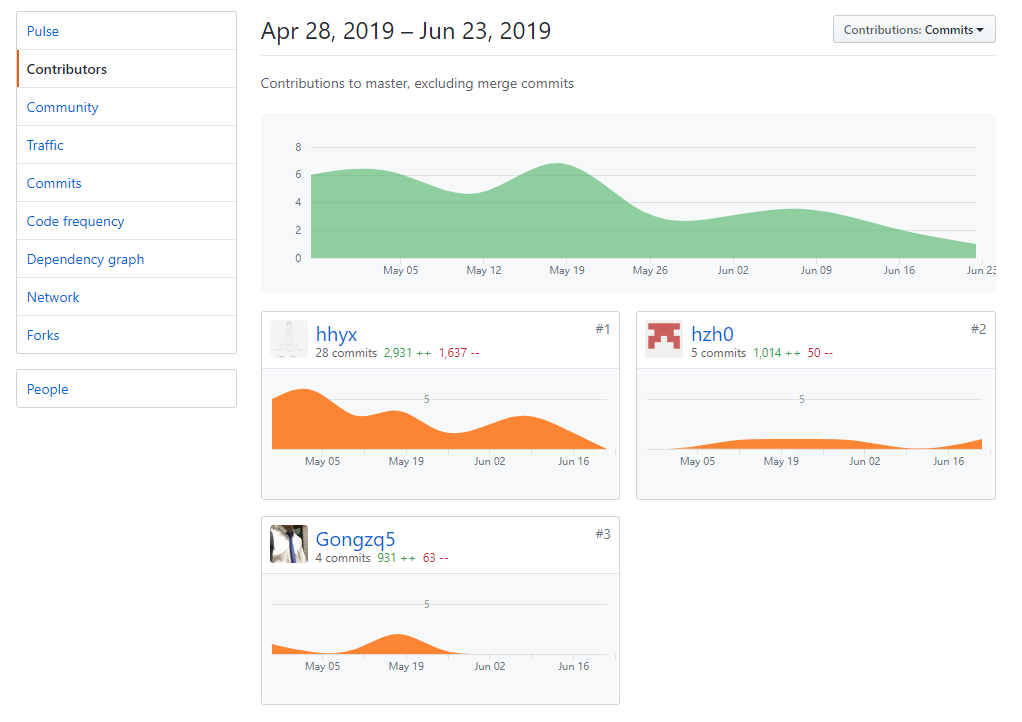 Pulse
Contributors
Community
Traffic
Commits
Code frequency
Dependency graph
Network
Forks
People
Apr 28, 2019 – Jun 23, 2019
Contributions: Commits
Contributions to master, excluding merge commits
8
6
4
2
0
May 05 May 12 May 19 May 26 Jun 02 Jun 09 Jun 16 Jun 23
hhyx #1
28 commits 2,931 ++ 1,637 --
5
May 05 May 19 Jun 02 Jun 16
hzh0 #2
5 commits 1,014 ++ 50 --
5
May 05 May 19 Jun 02 Jun 16
Gongzq5 #3
4 commits 931 ++ 63 --
5
May 05 May 19 Jun 02 Jun 16